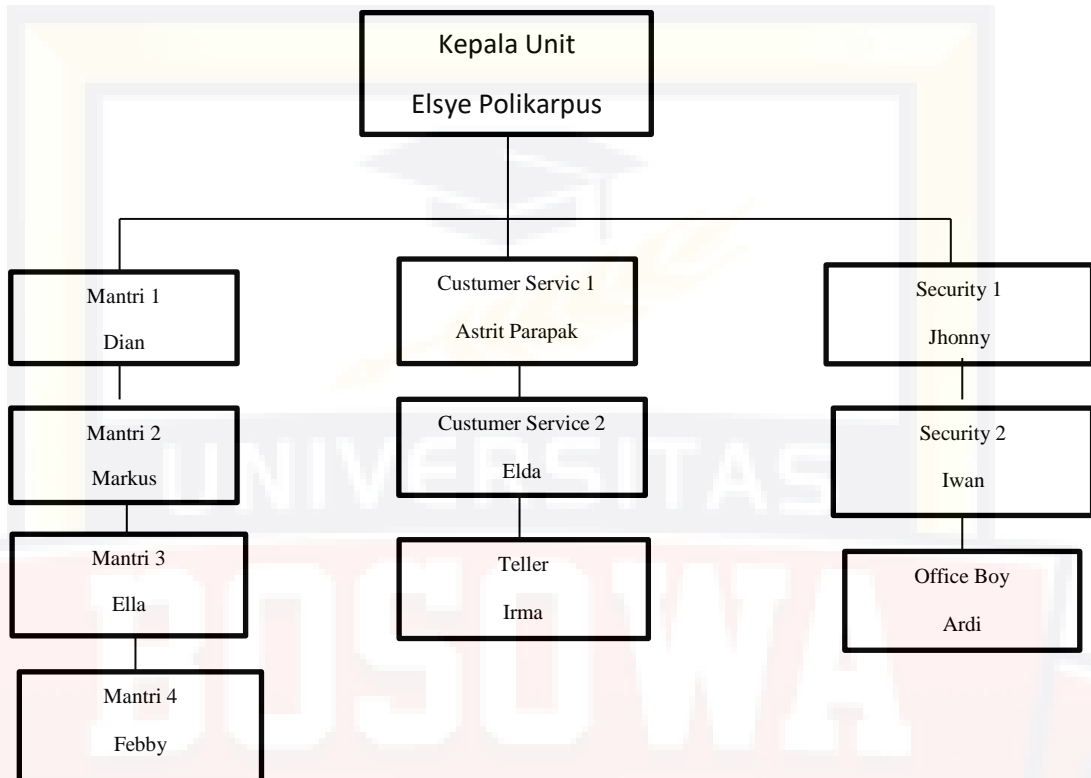 Kepala Unit
Elsye Polikarpus
Mantri 1
Dian
Custumer Servic 1
Astrit Parapak
Security 1
Jhonny
Mantri 2
Markus
Custumer Service 2
Elda
Security 2
Iwan
Mantri 3
Ella
Teller
Irma
Office Boy
Ardi
Mantri 4
Febby
UNIVERSITAS
BOSOWA